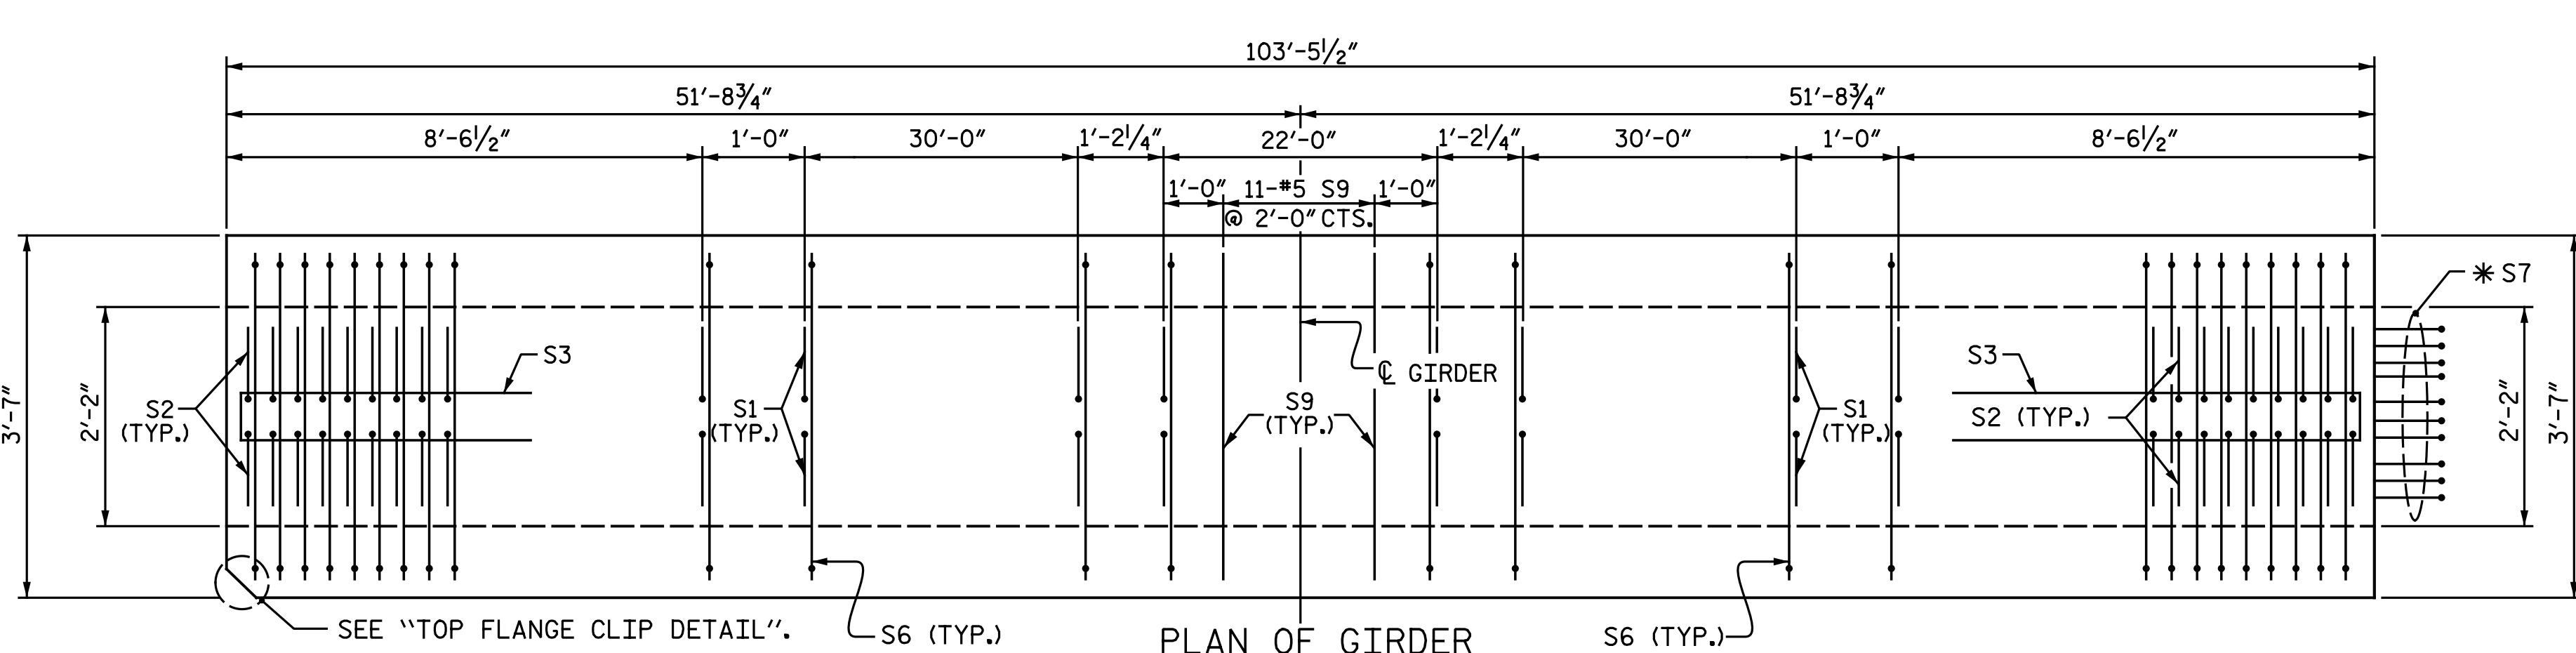 103′-5½″
51′-8¾″ 51′-8¾″
8′-6½″ 1′-0″ 30′-0″ 1′-2¼″ 22′-0″ 1′-2¼″ 30′-0″ 1′-0″ 8′-6½″
1′-0″ 11-#5 S9 1′-0″
@ 2′-0″ CTS.
✳ S7
S3
℄ GIRDER
S3
3′-7″
2′-2″
S2
(TYP.)
S1
(TYP.)
S9
(TYP.)
S1
(TYP.)
S2 (TYP.)
2′-2″
3′-7″
SEE “TOP FLANGE CLIP DETAIL”.
S6 (TYP.)
S6 (TYP.)
PLAN OF GIRDER